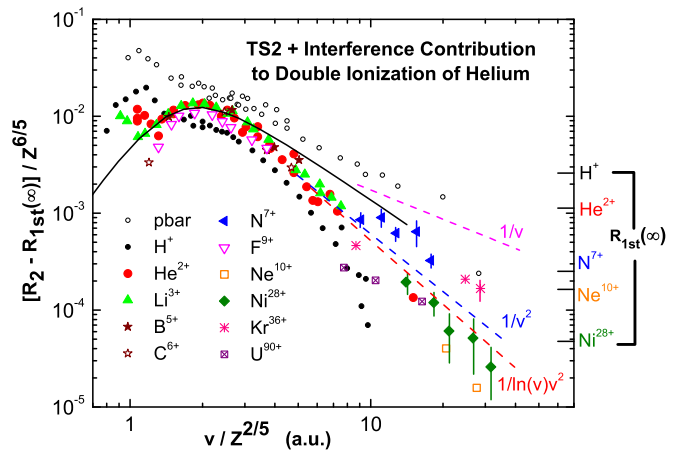 TS2 + Interference Contribution
to Double Ionization of Helium
[R₂ - R₁ₛₜ(∞)] / Z^6/5
10⁻¹
10⁻²
10⁻³
10⁻⁴
10⁻⁵
1
10
v / Z^2/5 (a.u.)
pbar
H⁺
He²⁺
Li³⁺
B⁵⁺
C⁶⁺
N⁷⁺
F⁹⁺
Ne¹⁰⁺
Ni²⁸⁺
Kr³⁶⁺
U⁹⁰⁺
1/v
1/v²
1/ln(v)v²
H⁺
He²⁺
N⁷⁺
Ne¹⁰⁺
Ni²⁸⁺
R₁ₛₜ(∞)